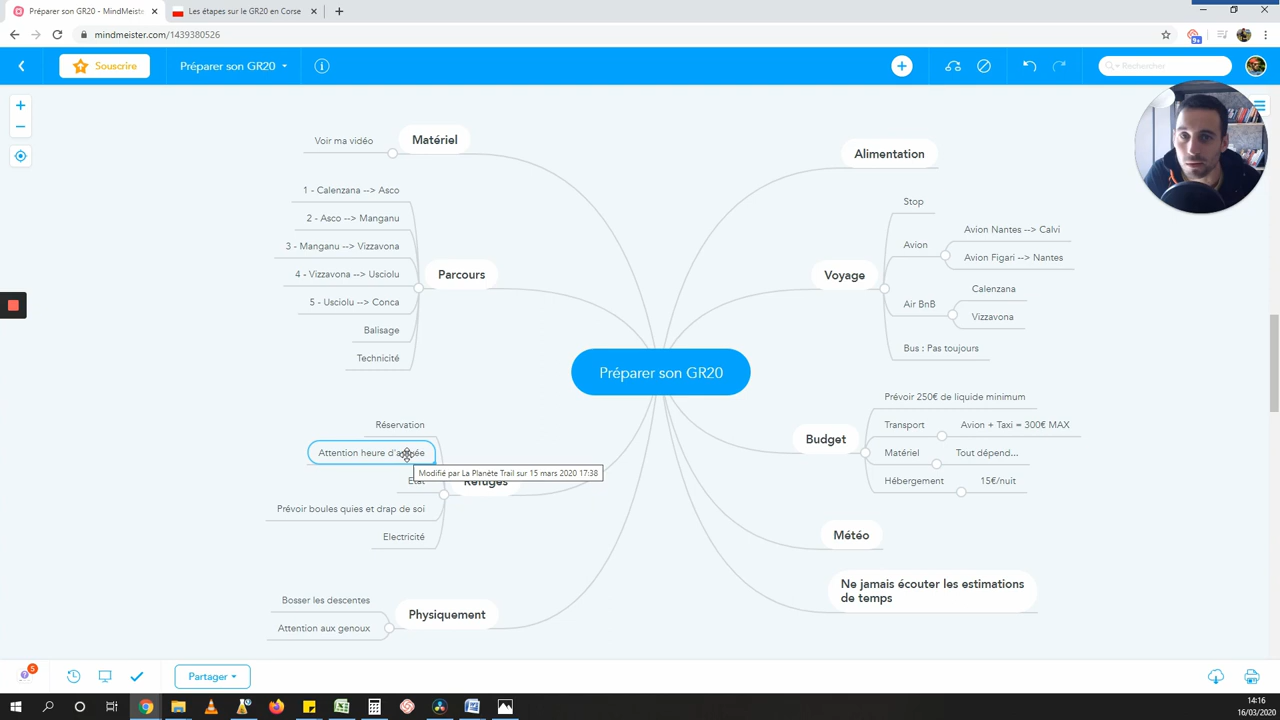 Préparer son GR20 - MindMeiste
Les étapes sur le GR20 en Corse
mindmeister.com/1439380526
9+
Souscrire
Préparer son GR20
Rechercher
Matériel
Voir ma vidéo
Parcours
1 - Calenzana --> Asco
2 - Asco --> Manganu
3 - Manganu --> Vizzavona
4 - Vizzavona --> Usciolu
5 - Usciolu --> Conca
Balisage
Technicité
Refuges
Réservation
Attention heure d'arrivée
Modifié par La Planète Trail sur 15 mars 2020 17:38
Etat
Prévoir boules quies et drap de soi
Electricité
Physiquement
Bosser les descentes
Attention aux genoux
Préparer son GR20
Alimentation
Voyage
Stop
Avion
Avion Nantes --> Calvi
Avion Figari --> Nantes
Air BnB
Calenzana
Vizzavona
Bus : Pas toujours
Budget
Prévoir 250€ de liquide minimum
Transport
Avion + Taxi = 300€ MAX
Matériel
Tout dépend...
Hébergement
15€/nuit
Météo
Ne jamais écouter les estimations
de temps
5
Partager
14:16
16/03/2020